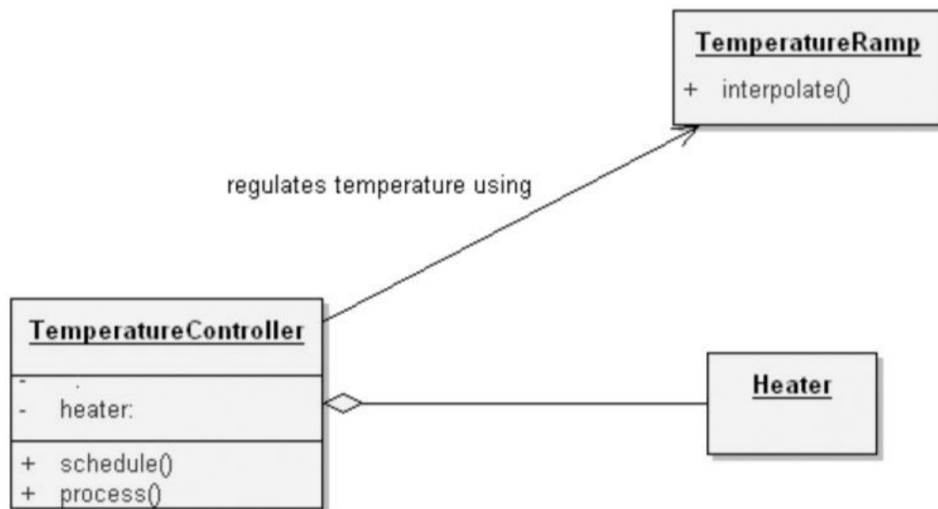 TemperatureRamp
+ interpolate()
regulates temperature using
TemperatureController
-
- heater:
Heater
+ schedule()
+ process()